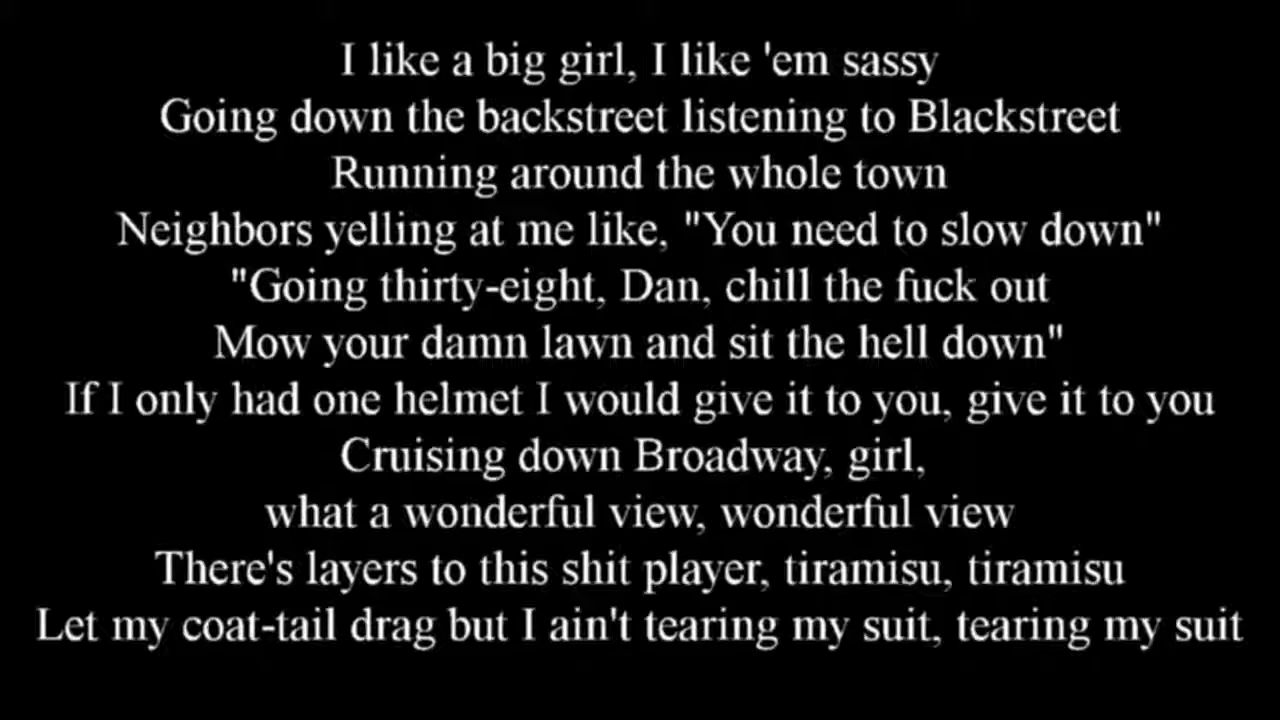 I like a big girl, I like 'em sassy
Going down the backstreet listening to Blackstreet
Running around the whole town
Neighbors yelling at me like, "You need to slow down"
"Going thirty-eight, Dan, chill the fuck out
Mow your damn lawn and sit the hell down"
If I only had one helmet I would give it to you, give it to you
Cruising down Broadway, girl,
what a wonderful view, wonderful view
There's layers to this shit player, tiramisu, tiramisu
Let my coat-tail drag but I ain't tearing my suit, tearing my suit